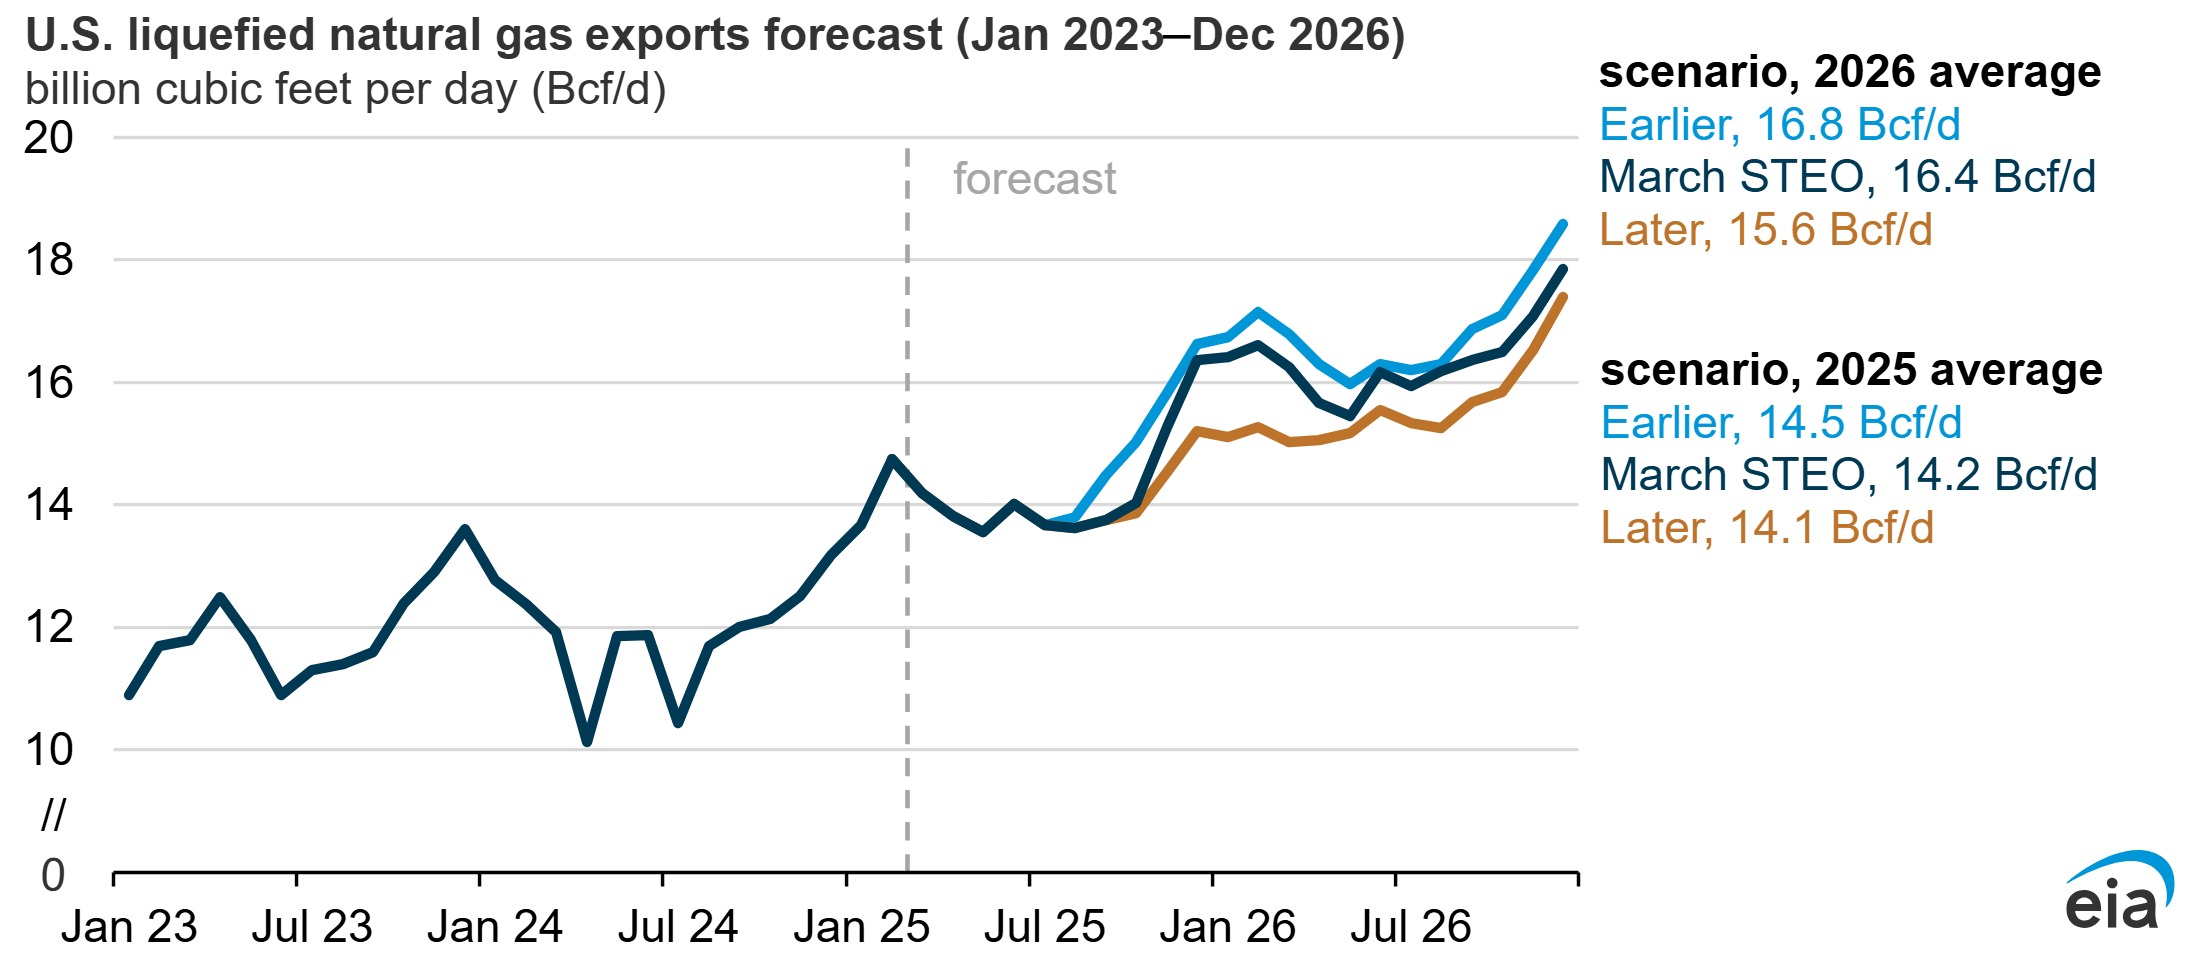 U.S. liquefied natural gas exports forecast (Jan 2023–Dec 2026)
billion cubic feet per day (Bcf/d)
20
18
16
14
12
10
//
0
forecast
Jan 23
Jul 23
Jan 24
Jul 24
Jan 25
Jul 25
Jan 26
Jul 26
scenario, 2026 average
Earlier, 16.8 Bcf/d
March STEO, 16.4 Bcf/d
Later, 15.6 Bcf/d
scenario, 2025 average
Earlier, 14.5 Bcf/d
March STEO, 14.2 Bcf/d
Later, 14.1 Bcf/d
eia